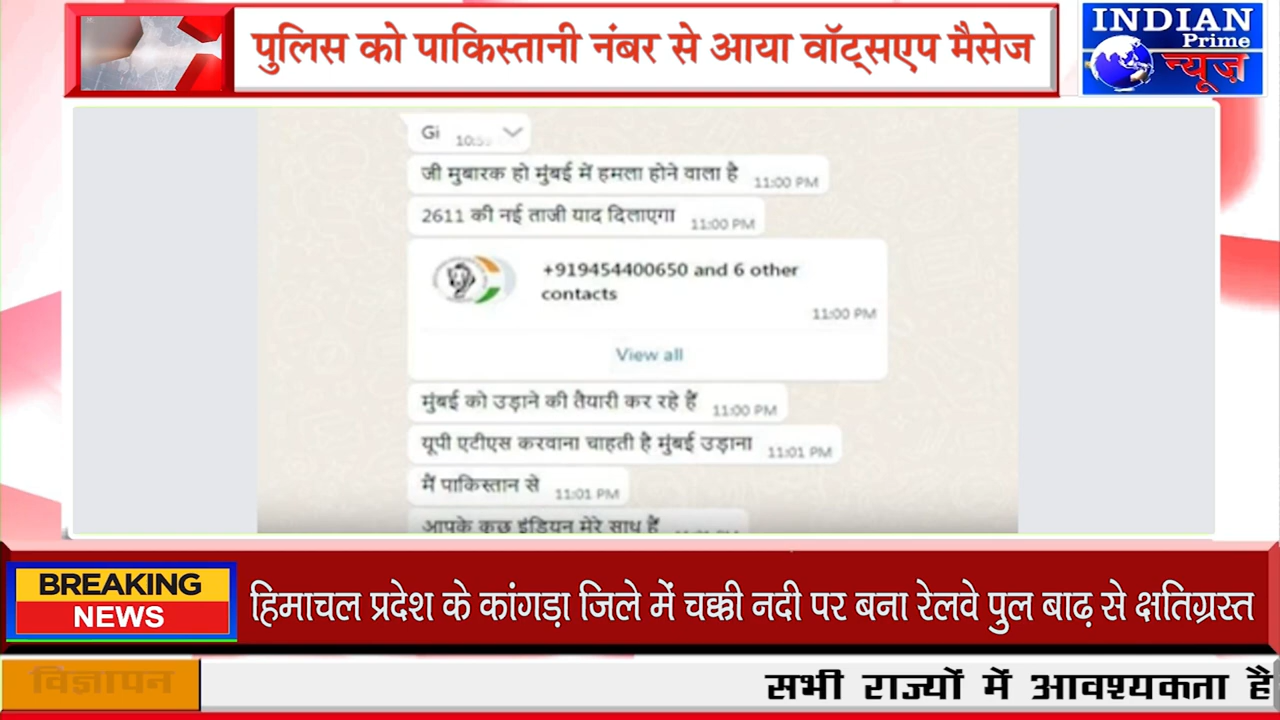 पुलिस को पाकिस्तानी नंबर से आया वॉट्सएप मैसेज
INDIAN
Prime
न्यूज़
Gi
जी मुबारक हो मुंबई में हमला होने वाला है 11:00 PM
2611 की नई ताजी याद दिलाएगा 11:00 PM
+919454400650 and 6 other
contacts
11:00 PM
View all
मुंबई को उड़ाने की तैयारी कर रहे हैं 11:00 PM
यूपी एटीएस करवाना चाहती है मुंबई उड़ाना 11:01 PM
मैं पाकिस्तान से 11:01 PM
आपके कुछ इंडियन मेरे साथ हैं
BREAKING
NEWS
हिमाचल प्रदेश के कांगड़ा जिले में चक्की नदी पर बना रेलवे पुल बाढ़ से क्षतिग्रस्त
विज्ञापन
सभी राज्यों में आवश्यकता है